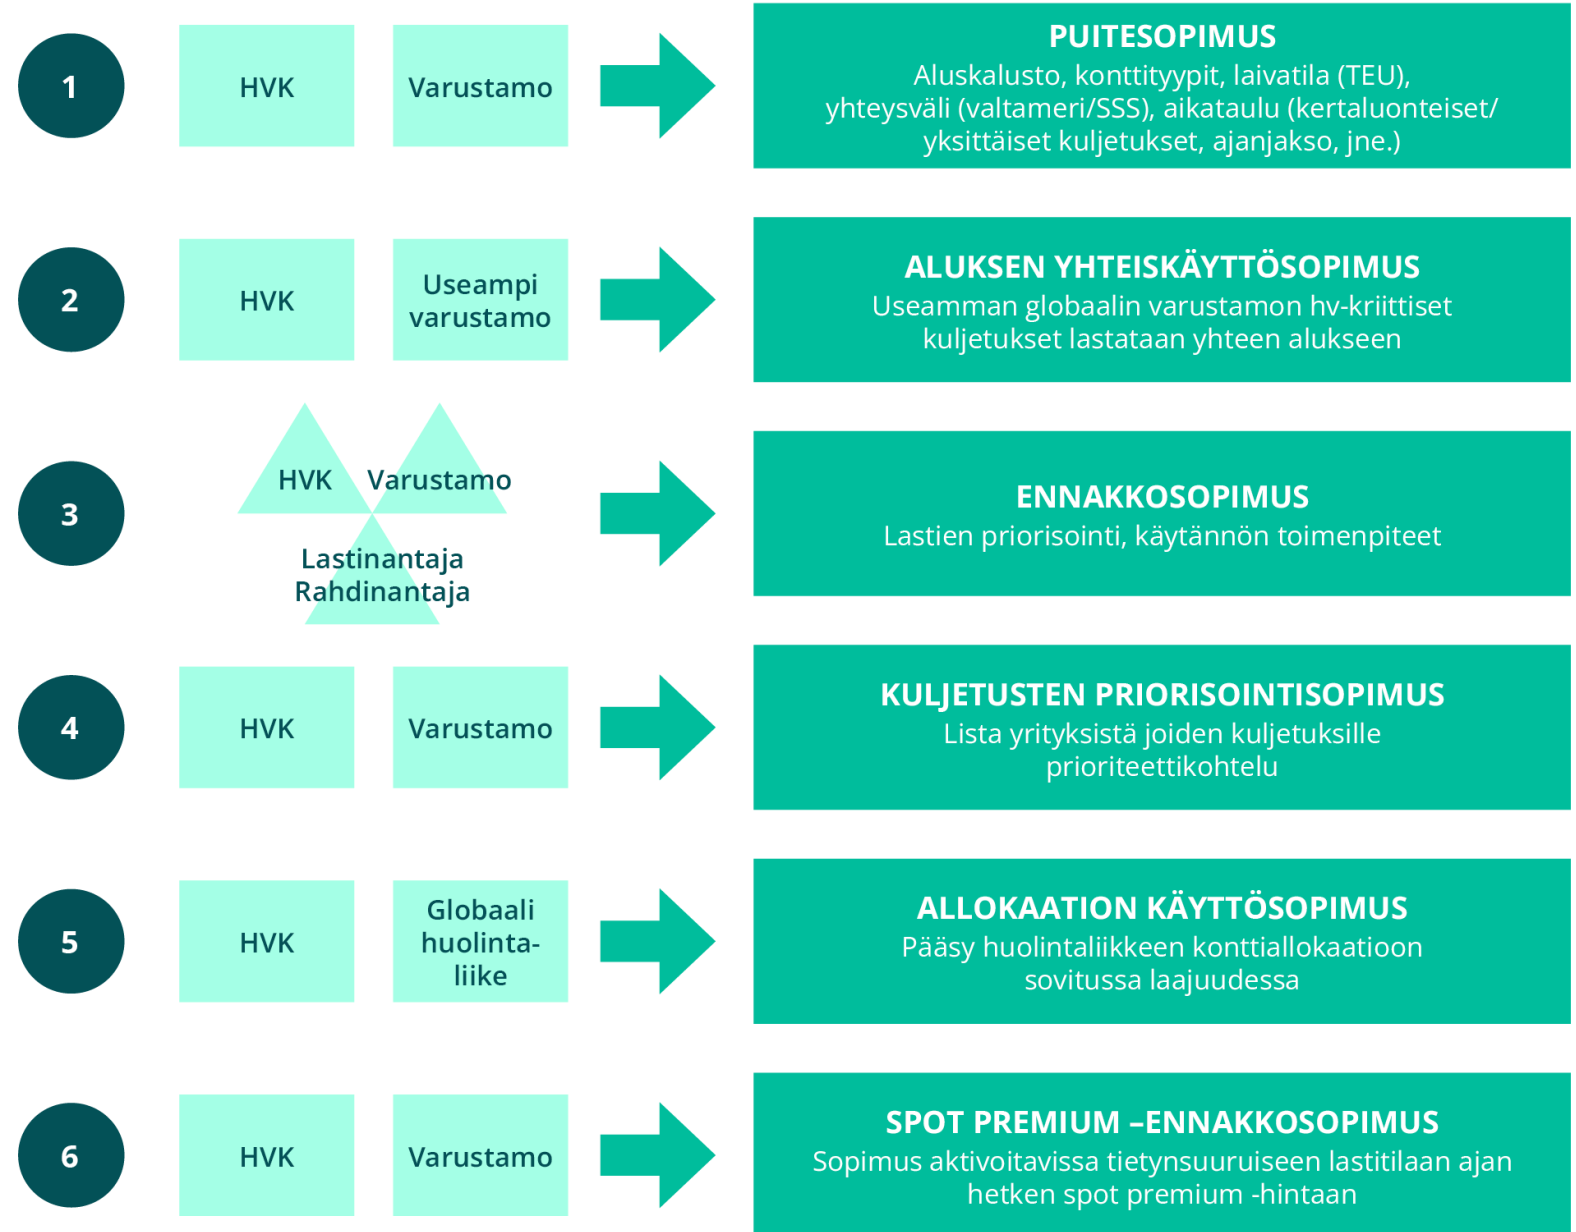 1
HVK
Varustamo
PUITESOPIMUS
Aluskalusto, konttityypit, laivatila (TEU),
yhteysväli (valtameri/SSS), aikataulu (kertaluonteiset/
yksittäiset kuljetukset, ajanjakso, jne.)
2
HVK
Useampi
varustamo
ALUKSEN YHTEISKÄYTTÖSOPIMUS
Useamman globaalin varustamon hv-kriittiset
kuljetukset lastataan yhteen alukseen
3
HVK
Varustamo
Lastinantaja
Rahdinantaja
ENNAKKOSOPIMUS
Lastien priorisointi, käytännön toimenpiteet
4
HVK
Varustamo
KULJETUSTEN PRIORISOINTISOPIMUS
Lista yrityksistä joiden kuljetuksille
prioriteettikohtelu
5
HVK
Globaali
huolinta-
liike
ALLOKAATION KÄYTTÖSOPIMUS
Pääsy huolintaliikkeen konttiallokaatioon
sovitussa laajuudessa
6
HVK
Varustamo
SPOT PREMIUM –ENNAKKOSOPIMUS
Sopimus aktivoitavissa tietynsuuruiseen lastitilaan ajan
hetken spot premium -hintaan